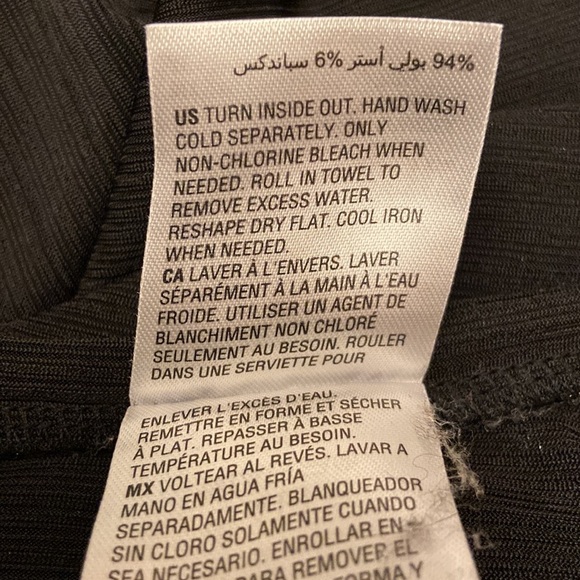 94% بولي أستر 6% سباندكس
US TURN INSIDE OUT. HAND WASH
COLD SEPARATELY. ONLY
NON-CHLORINE BLEACH WHEN
NEEDED. ROLL IN TOWEL TO
REMOVE EXCESS WATER.
RESHAPE DRY FLAT. COOL IRON
WHEN NEEDED.
CA LAVER À L'ENVERS. LAVER
SÉPARÉMENT À LA MAIN À L'EAU
FROIDE. UTILISER UN AGENT DE
BLANCHIMENT NON CHLORÉ
SEULEMENT AU BESOIN. ROULER
DANS UNE SERVIETTE POUR
ENLEVER L'EXCÈS D'EAU.
REMETTRE EN FORME ET SÉCHER
À PLAT. REPASSER À BASSE
TEMPÉRATURE AU BESOIN.
MX VOLTEAR AL REVÉS. LAVAR A
MANO EN AGUA FRÍA
SEPARADAMENTE. BLANQUEADOR
SIN CLORO SOLAMENTE CUANDO
SEA NECESARIO. ENROLLAR EN
PARA REMOVER EL
FORMA Y